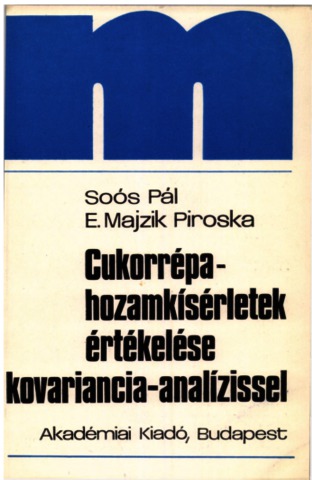 m
Soós Pál
E. Majzik Piroska
Cukorrépa-
hozamkísérletek
értékelése
kovariancia-analízissel
Akadémiai Kiadó, Budapest